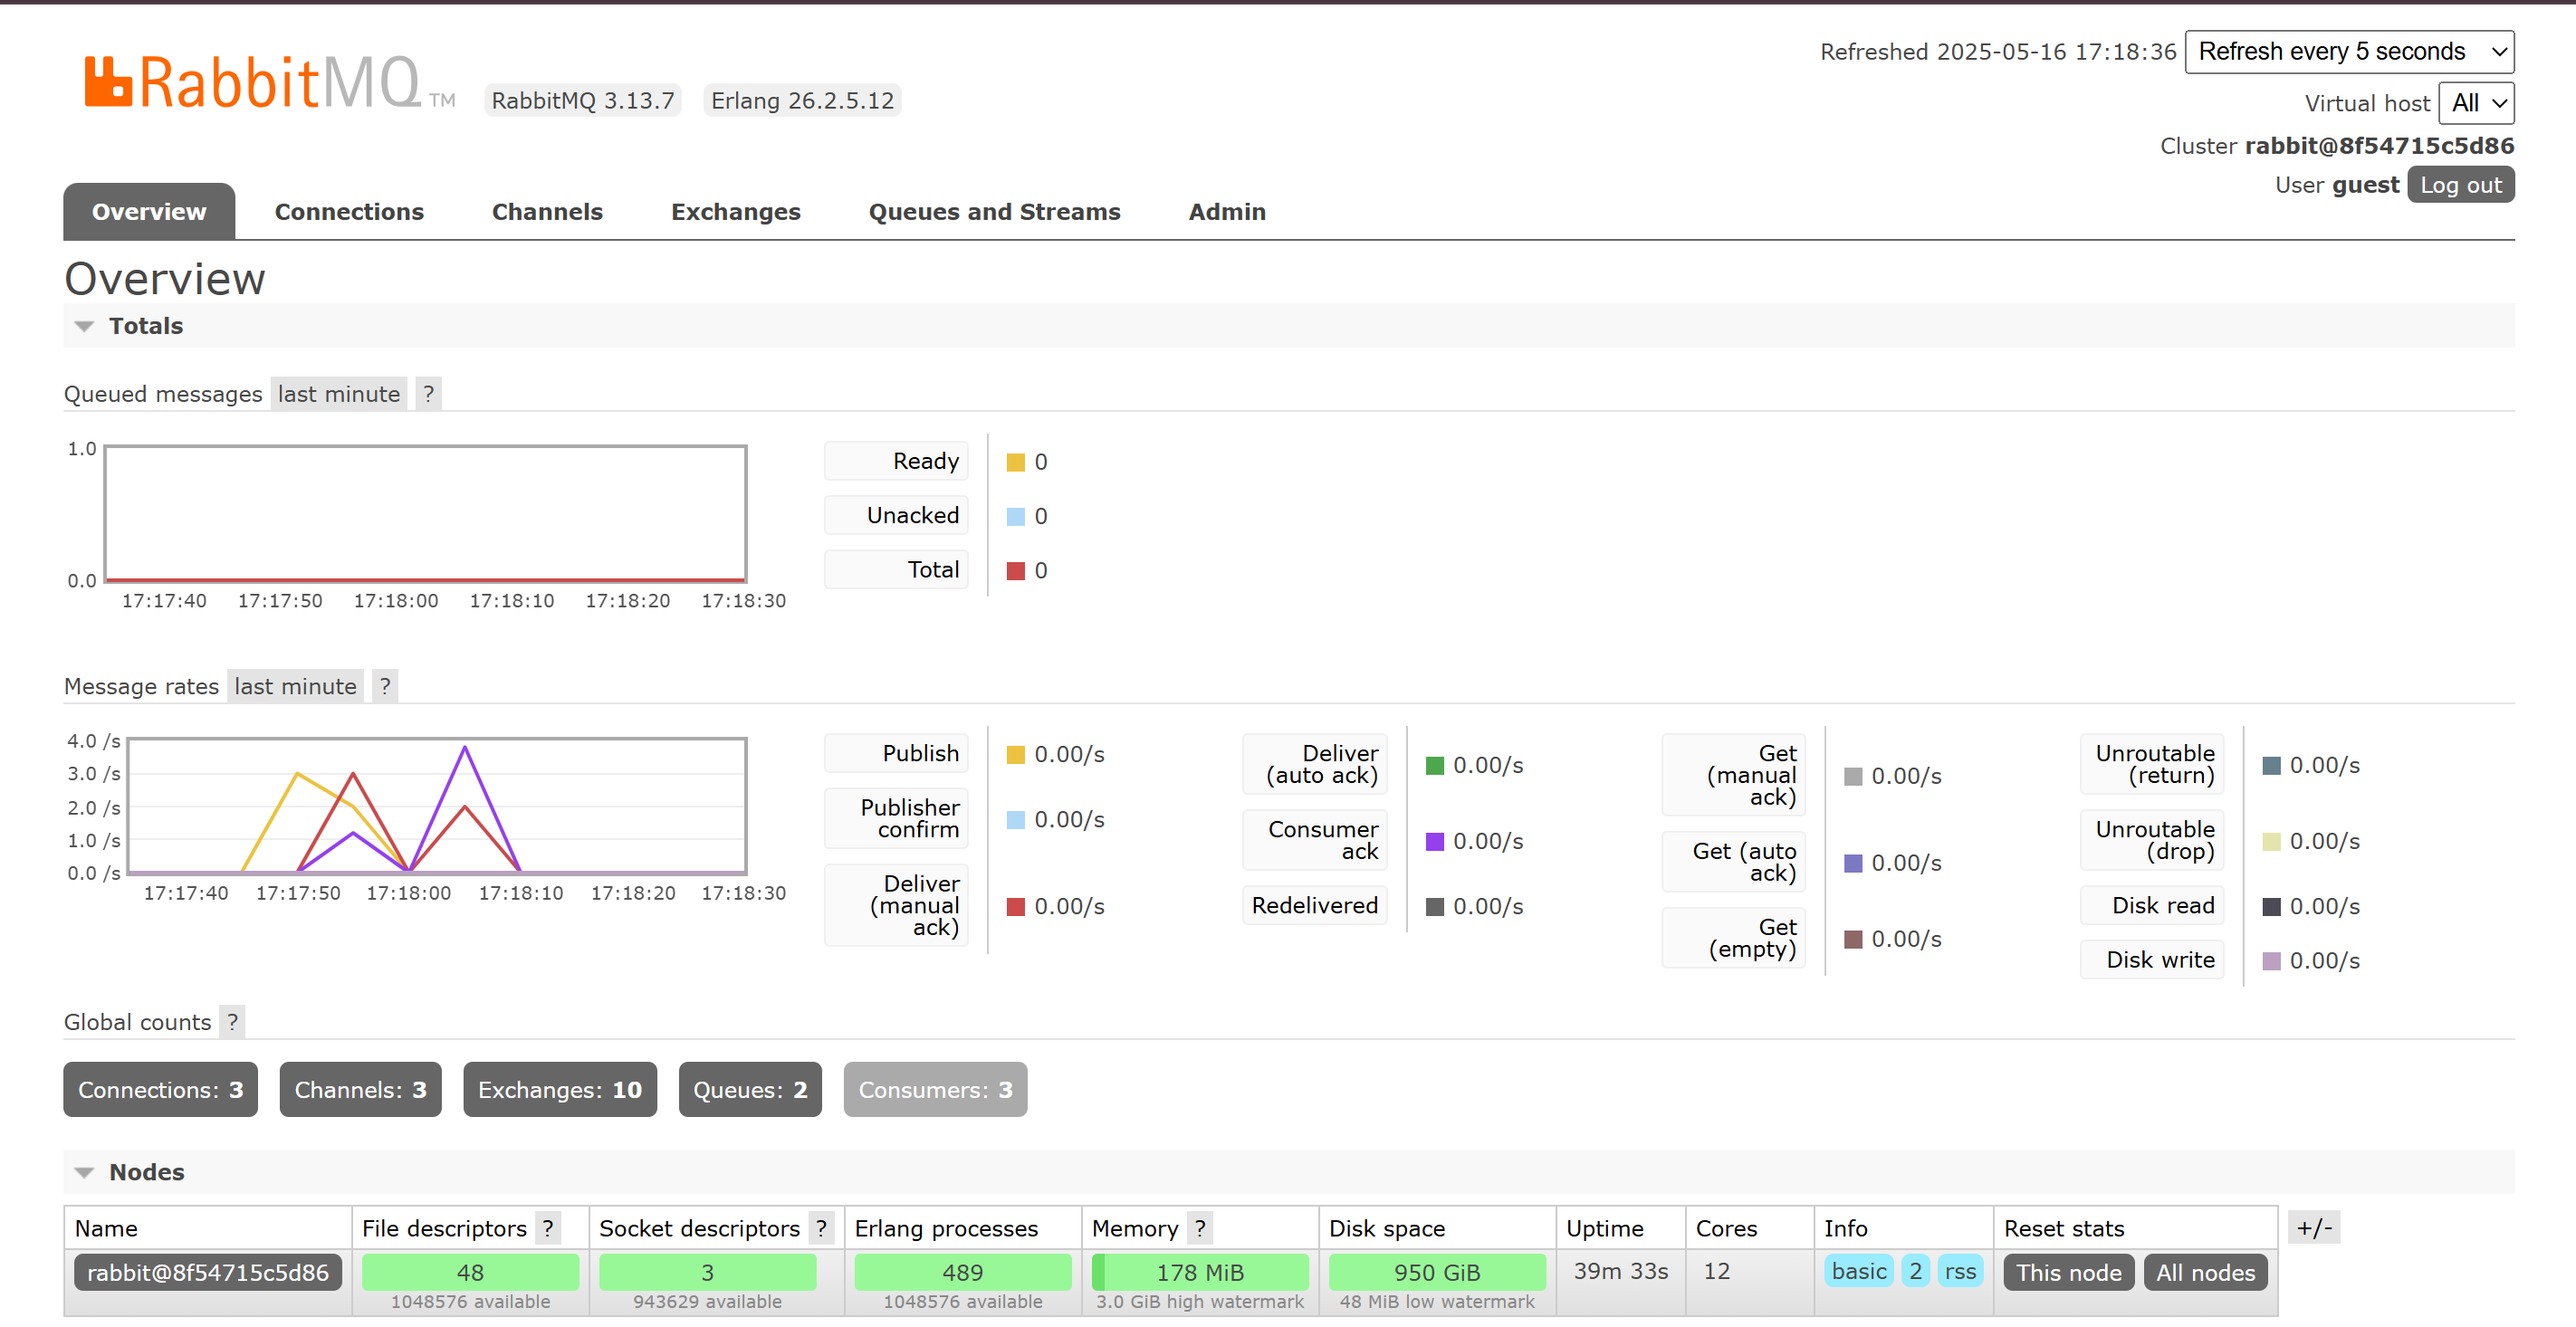 RabbitMQ TM RabbitMQ 3.13.7 Erlang 26.2.5.12
Refreshed 2025-05-16 17:18:36 Refresh every 5 seconds
Virtual host All
Cluster rabbit@8f54715c5d86
User guest Log out
Overview Connections Channels Exchanges Queues and Streams Admin
Overview
Totals
Queued messages last minute ?
1.0
0.0
17:17:40 17:17:50 17:18:00 17:18:10 17:18:20 17:18:30
Ready 0
Unacked 0
Total 0
Message rates last minute ?
4.0 /s
3.0 /s
2.0 /s
1.0 /s
0.0 /s
17:17:40 17:17:50 17:18:00 17:18:10 17:18:20 17:18:30
Publish 0.00/s
Publisher
confirm 0.00/s
Deliver
(manual 0.00/s
ack)
Deliver
(auto ack) 0.00/s
Consumer
ack 0.00/s
Redelivered 0.00/s
Get
(manual 0.00/s
ack)
Get (auto
ack) 0.00/s
Get
(empty) 0.00/s
Unroutable
(return) 0.00/s
Unroutable
(drop) 0.00/s
Disk read 0.00/s
Disk write 0.00/s
Global counts ?
Connections: 3 Channels: 3 Exchanges: 10 Queues: 2 Consumers: 3
Nodes
Name File descriptors ? Socket descriptors ? Erlang processes Memory ? Disk space Uptime Cores Info Reset stats +/-
rabbit@8f54715c5d86 48 3 489 178 MiB 950 GiB 39m 33s 12 basic 2 rss This node All nodes
1048576 available 943629 available 1048576 available 3.0 GiB high watermark 48 MiB low watermark